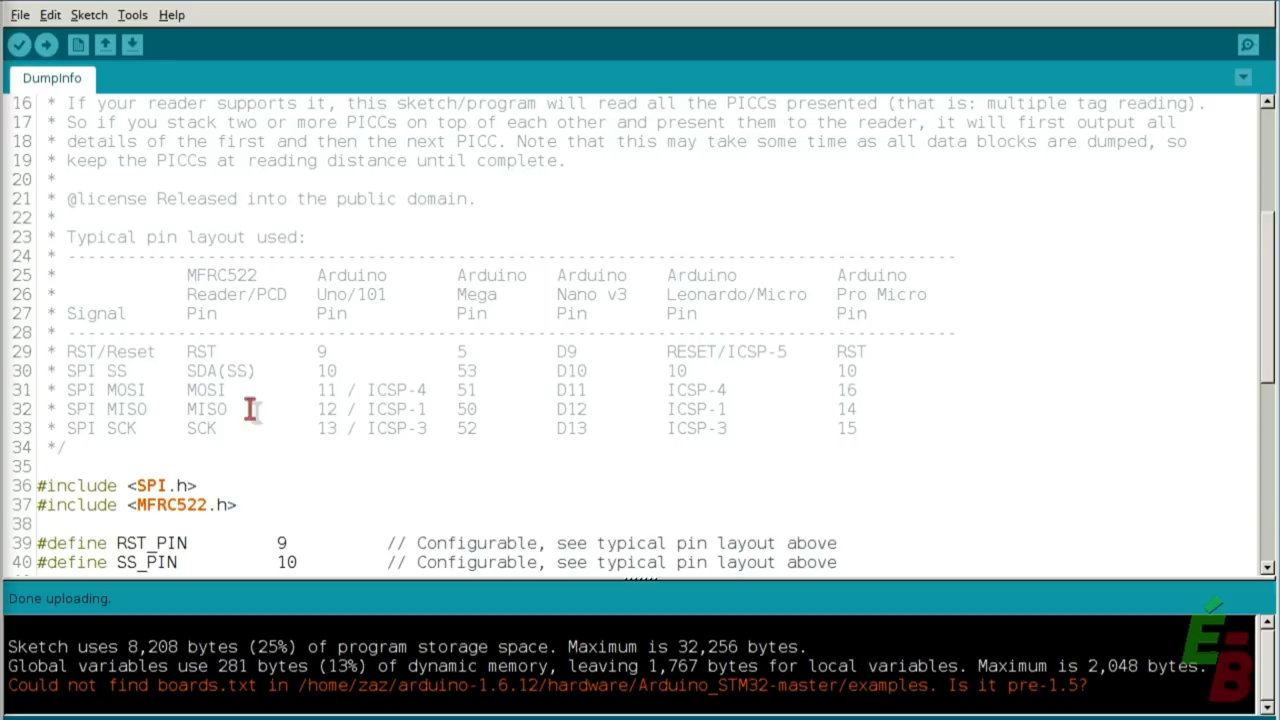 File Edit Sketch Tools Help
DumpInfo
16 * If your reader supports it, this sketch/program will read all the PICCs presented (that is: multiple tag reading).
17 * So if you stack two or more PICCs on top of each other and present them to the reader, it will first output all
18 * details of the first and then the next PICC. Note that this may take some time as all data blocks are dumped, so
19 * keep the PICCs at reading distance until complete.
20 *
21 * @license Released into the public domain.
22 *
23 * Typical pin layout used:
24 * -----------------------------------------------------------------------------------------
25 * MFRC522 Arduino Arduino Arduino Arduino Arduino
26 * Reader/PCD Uno/101 Mega Nano v3 Leonardo/Micro Pro Micro
27 * Signal Pin Pin Pin Pin Pin Pin
28 * -----------------------------------------------------------------------------------------
29 * RST/Reset RST 9 5 D9 RESET/ICSP-5 RST
30 * SPI SS SDA(SS) 10 53 D10 10 10
31 * SPI MOSI MOSI 11 / ICSP-4 51 D11 ICSP-4 16
32 * SPI MISO MISO 12 / ICSP-1 50 D12 ICSP-1 14
33 * SPI SCK SCK 13 / ICSP-3 52 D13 ICSP-3 15
34 */
35
36 #include <SPI.h>
37 #include <MFRC522.h>
38
39 #define RST_PIN 9 // Configurable, see typical pin layout above
40 #define SS_PIN 10 // Configurable, see typical pin layout above
Done uploading.
Sketch uses 8,208 bytes (25%) of program storage space. Maximum is 32,256 bytes.
Global variables use 281 bytes (13%) of dynamic memory, leaving 1,767 bytes for local variables. Maximum is 2,048 bytes.
Could not find boards.txt in /home/zaz/arduino-1.6.12/hardware/Arduino_STM32-master/examples. Is it pre-1.5?
ÉB